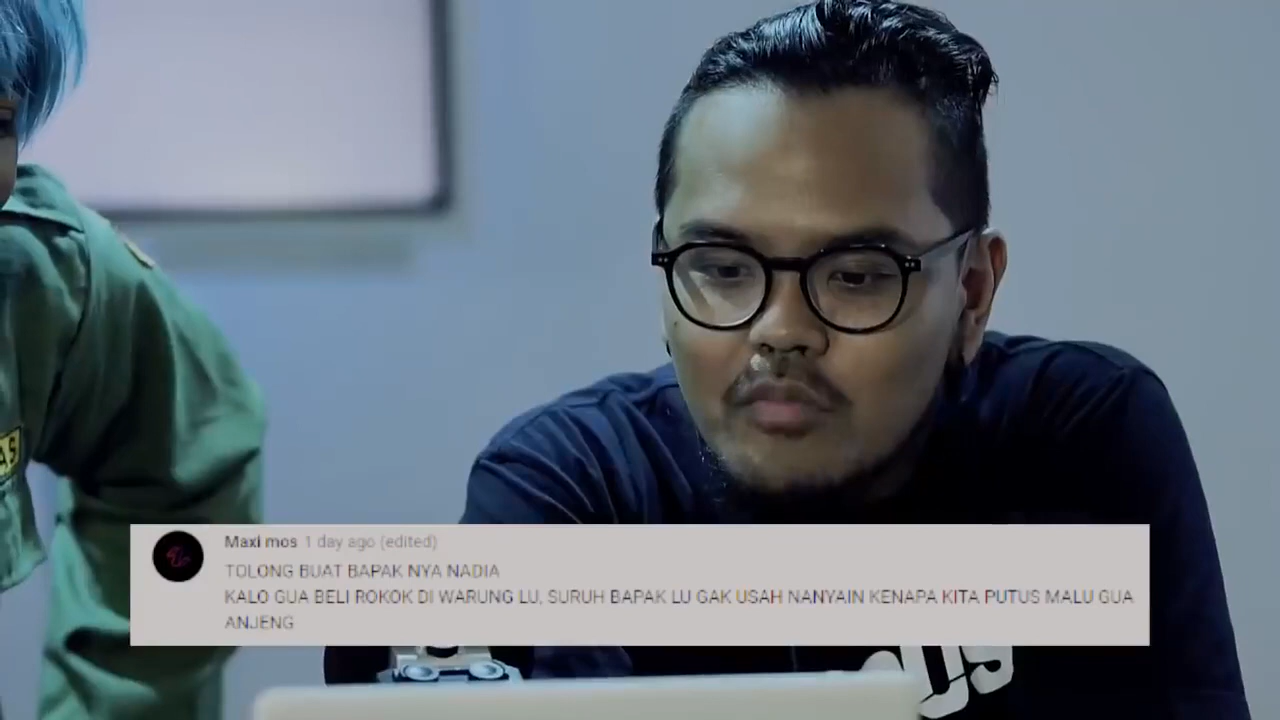 Maxi mos 1 day ago (edited)
TOLONG BUAT BAPAK NYA NADIA
KALO GUA BELI ROKOK DI WARUNG LU, SURUH BAPAK LU GAK USAH NANYAIN KENAPA KITA PUTUS MALU GUA
ANJENG
AS